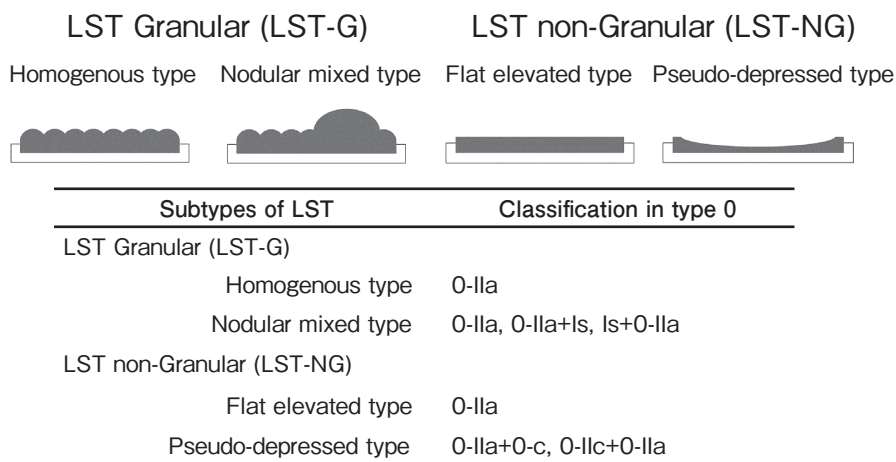 LST Granular (LST-G) LST non-Granular (LST-NG)
Homogenous type Nodular mixed type Flat elevated type Pseudo-depressed type
Subtypes of LST Classification in type 0
LST Granular (LST-G)
Homogenous type 0-IIa
Nodular mixed type 0-IIa, 0-IIa+Is, Is+0-IIa
LST non-Granular (LST-NG)
Flat elevated type 0-IIa
Pseudo-depressed type 0-IIa+0-c, 0-IIc+0-IIa